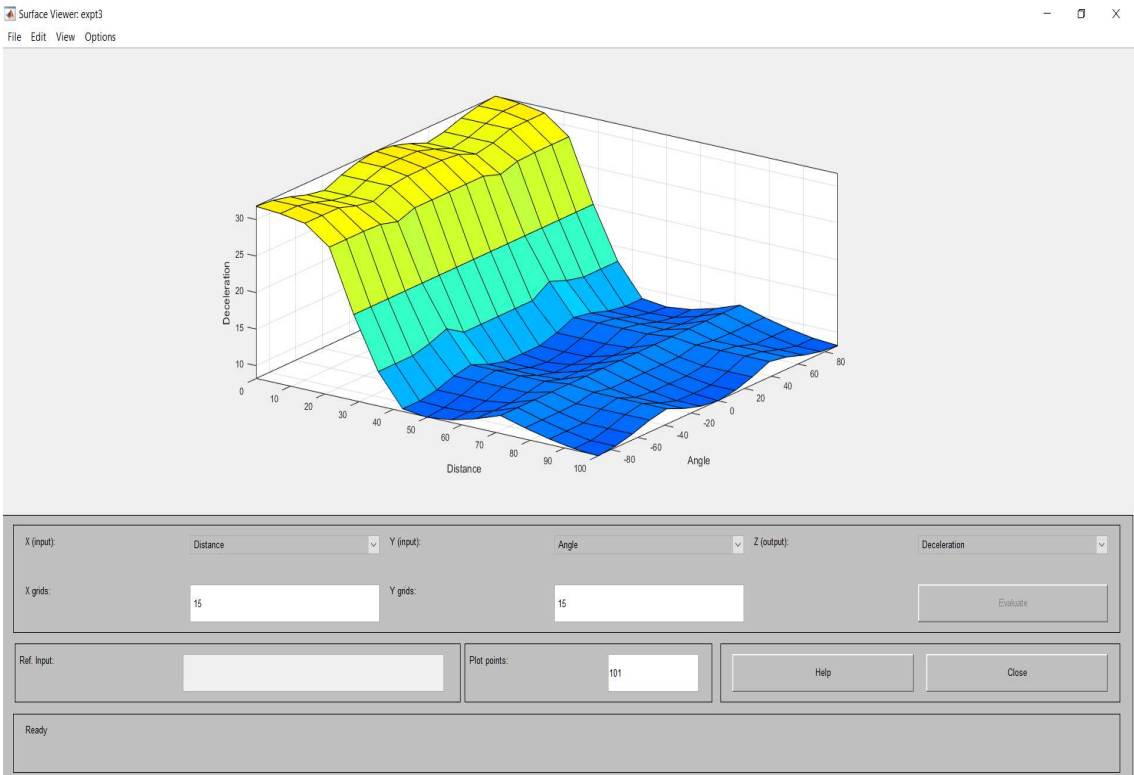 Surface Viewer: expt3
File Edit View Options
30
25
20
15
10
Deceleration
0
10
20
30
40
50
60
70
80
90
100
Distance
-80
-60
-40
-20
0
20
40
60
80
Angle
X (input): Distance Y (input): Angle Z (output): Deceleration
X grids: 15 Y grids: 15 Evaluate
Ref. Input: Plot points: 101 Help Close
Ready